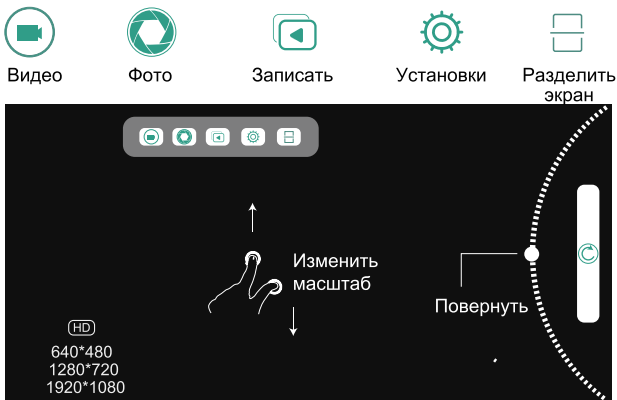 Видео
Фото
Записать
Установки
Разделить
экран
Изменить
масштаб
Повернуть
HD
640*480
1280*720
1920*1080